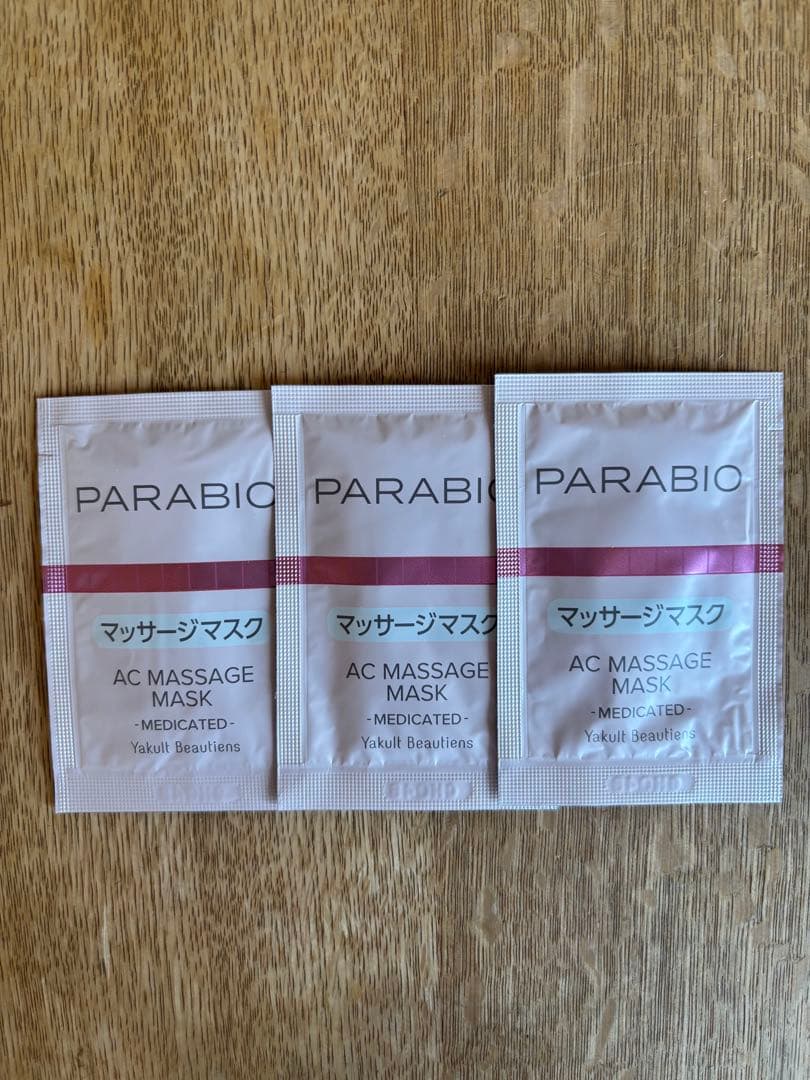 PARABIO
マッサージマスク
AC MASSAGE
MASK
-MEDICATED-
Yakult Beautiens
PARABIO
マッサージマスク
AC MASSAGE
MASK
-MEDICATED-
Yakult Beautiens
PARABIO
マッサージマスク
AC MASSAGE
MASK
-MEDICATED-
Yakult Beautiens